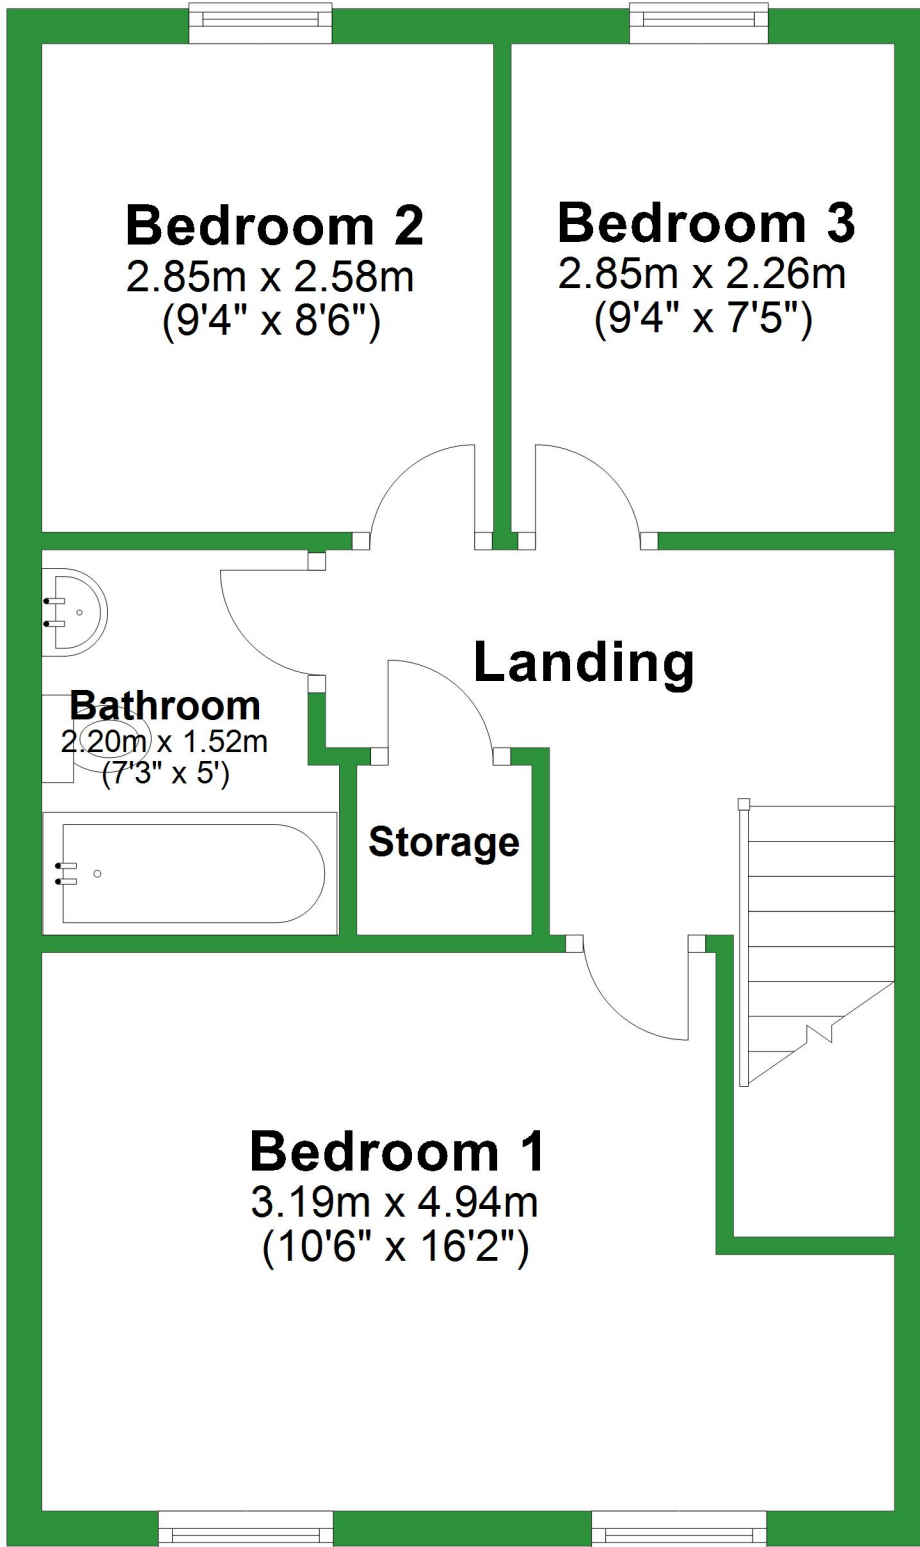 Bedroom 2
2.85m x 2.58m
(9'4" x 8'6")
Bedroom 3
2.85m x 2.26m
(9'4" x 7'5")
Landing
Bathroom
2.20m x 1.52m
(7'3" x 5')
Storage
Bedroom 1
3.19m x 4.94m
(10'6" x 16'2")